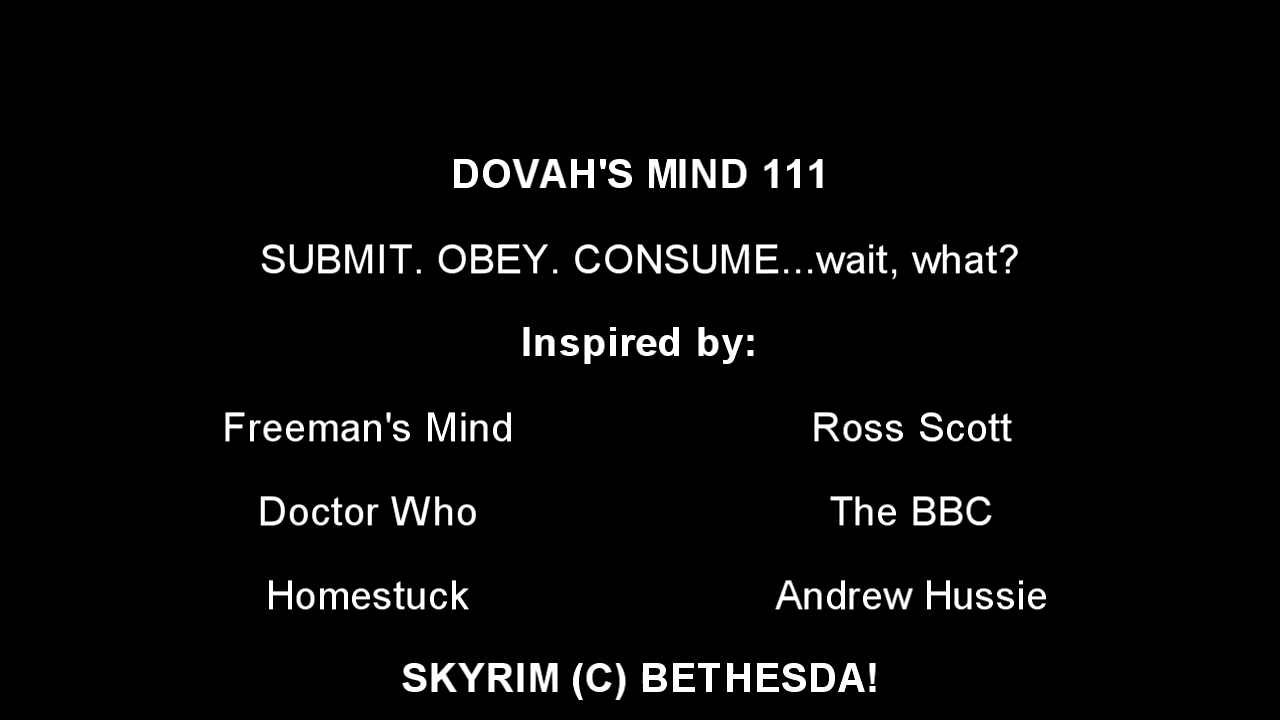 DOVAH'S MIND 111
SUBMIT. OBEY. CONSUME...wait, what?
Inspired by:
Freeman's Mind Ross Scott
Doctor Who The BBC
Homestuck Andrew Hussie
SKYRIM (C) BETHESDA!